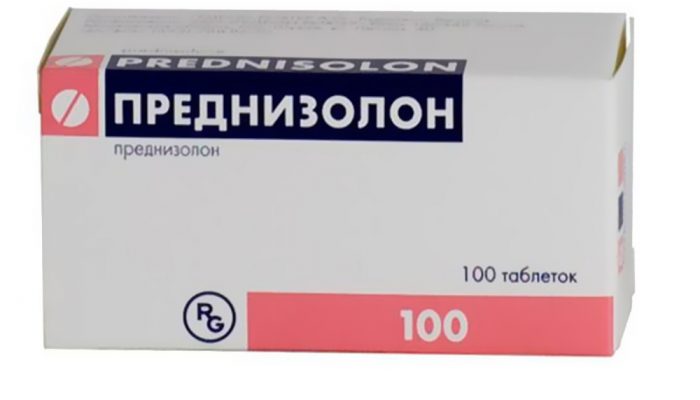 PREDNISOLON
ПРЕДНИЗОЛОН
преднизолон
100 таблеток
RG
100